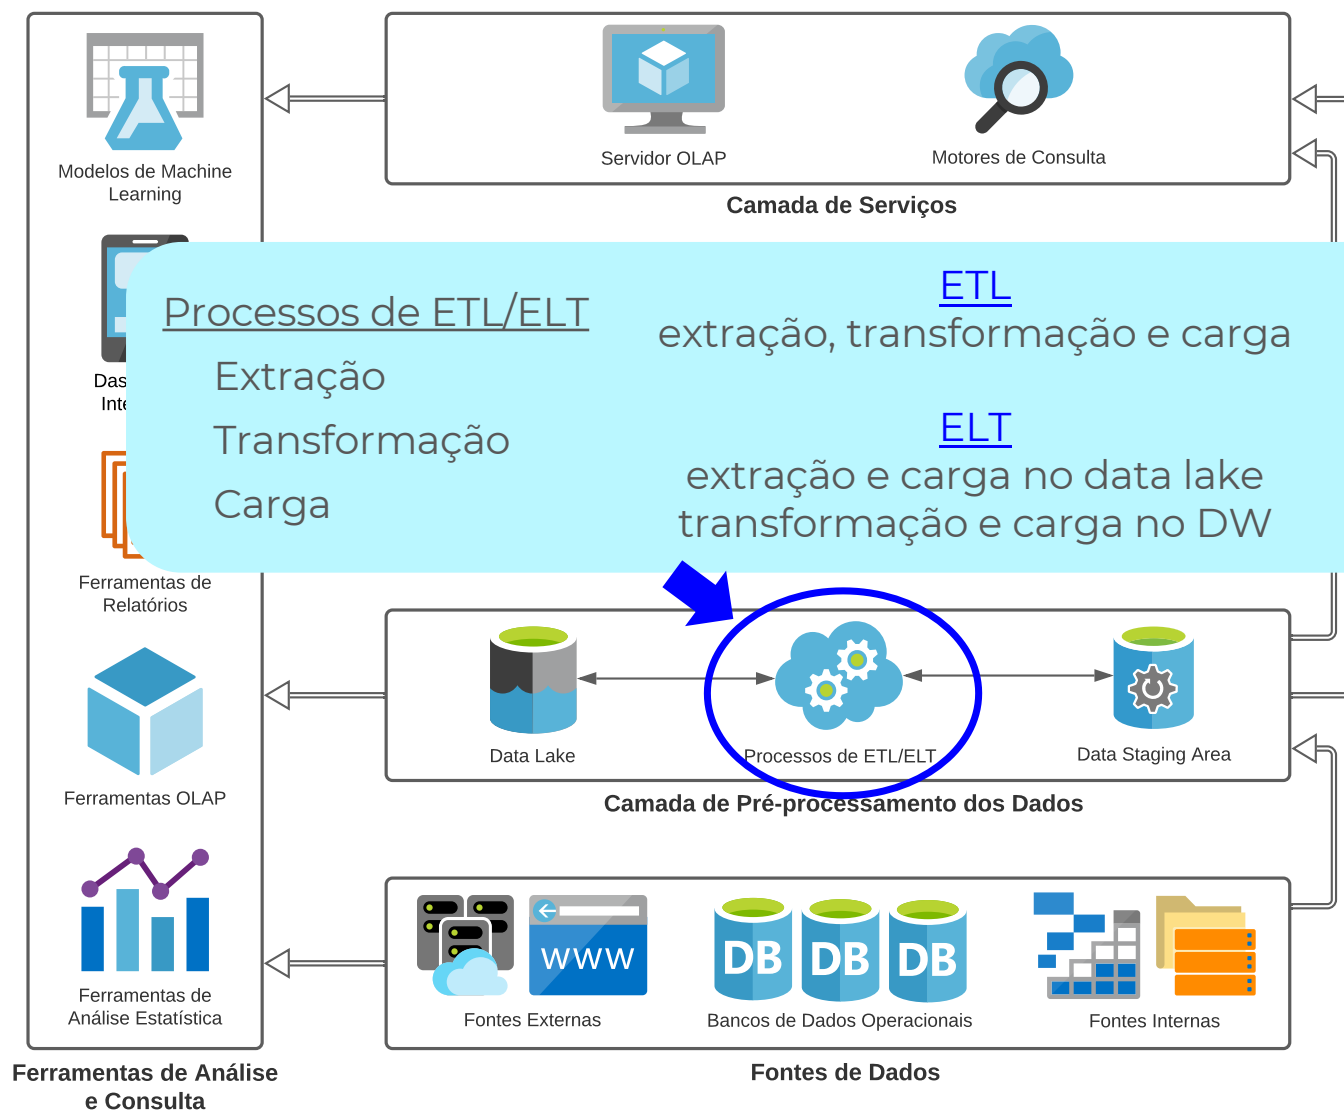 Servidor OLAP
Motores de Consulta
Camada de Serviços
Modelos de Machine
Learning
Processos de ETL/ELT
Extração
Transformação
Carga
ETL
extração, transformação e carga
ELT
extração e carga no data lake
transformação e carga no DW
Ferramentas de
Relatórios
Ferramentas OLAP
Ferramentas de
Análise Estatística
Ferramentas de Análise
e Consulta
Data Lake
Processos de ETL/ELT
Data Staging Area
Camada de Pré-processamento dos Dados
WWW
DB
DB
DB
Fontes Externas
Bancos de Dados Operacionais
Fontes Internas
Fontes de Dados